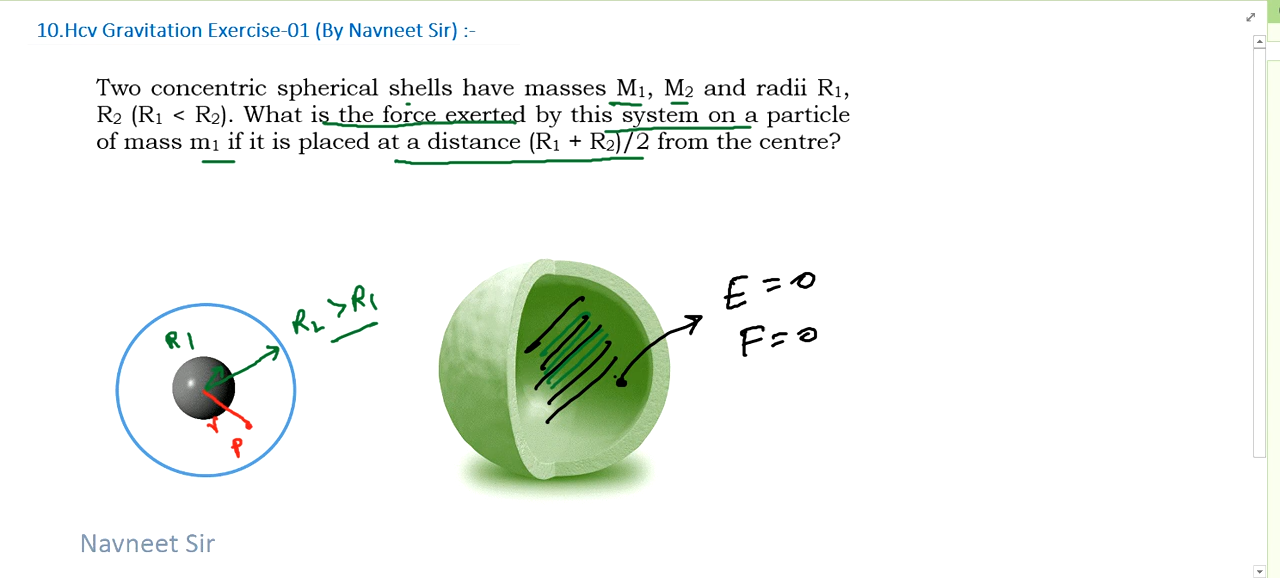 10.Hcv Gravitation Exercise-01 (By Navneet Sir) :-
Two concentric spherical shells have masses M₁, M₂ and radii R₁,
R₂ (R₁ < R₂). What is the force exerted by this system on a particle
of mass m₁ if it is placed at a distance (R₁ + R₂)/2 from the centre?
R1
R₂ > R1
r
P
E = 0
F = 0
Navneet Sir